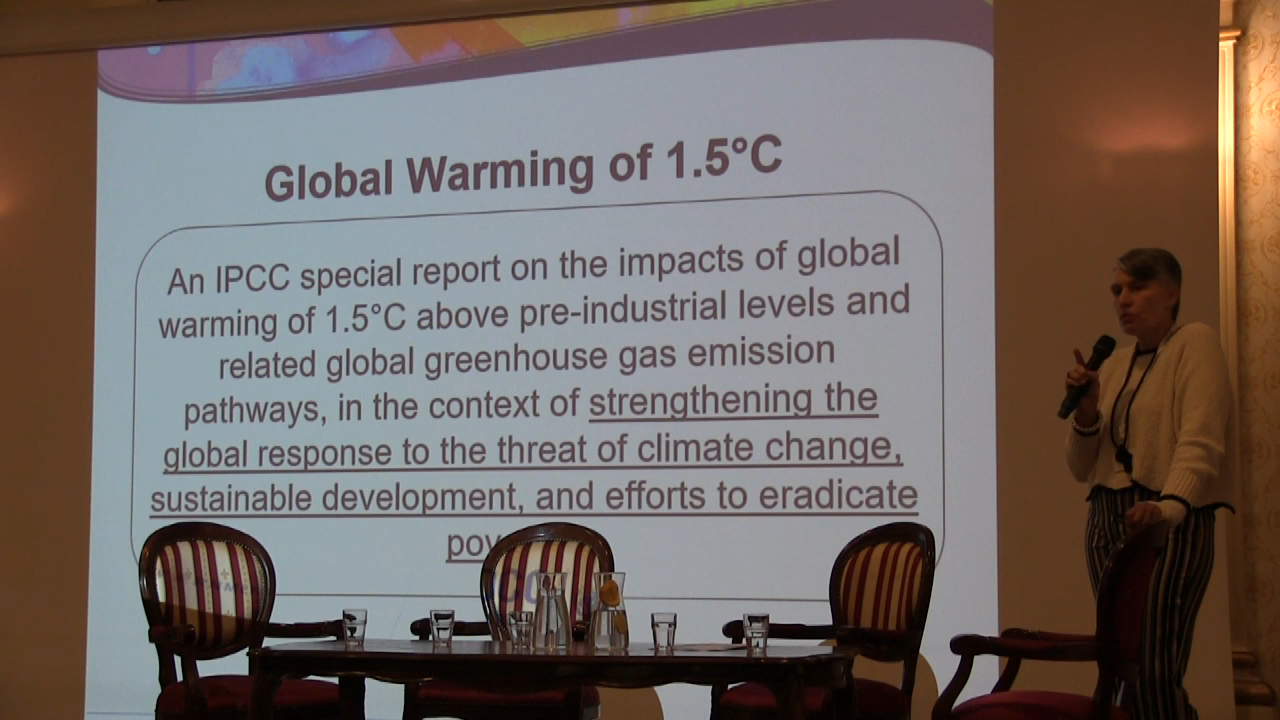 Global Warming of 1.5°C
An IPCC special report on the impacts of global
warming of 1.5°C above pre-industrial levels and
related global greenhouse gas emission
pathways, in the context of strengthening the
global response to the threat of climate change,
sustainable development, and efforts to eradicate